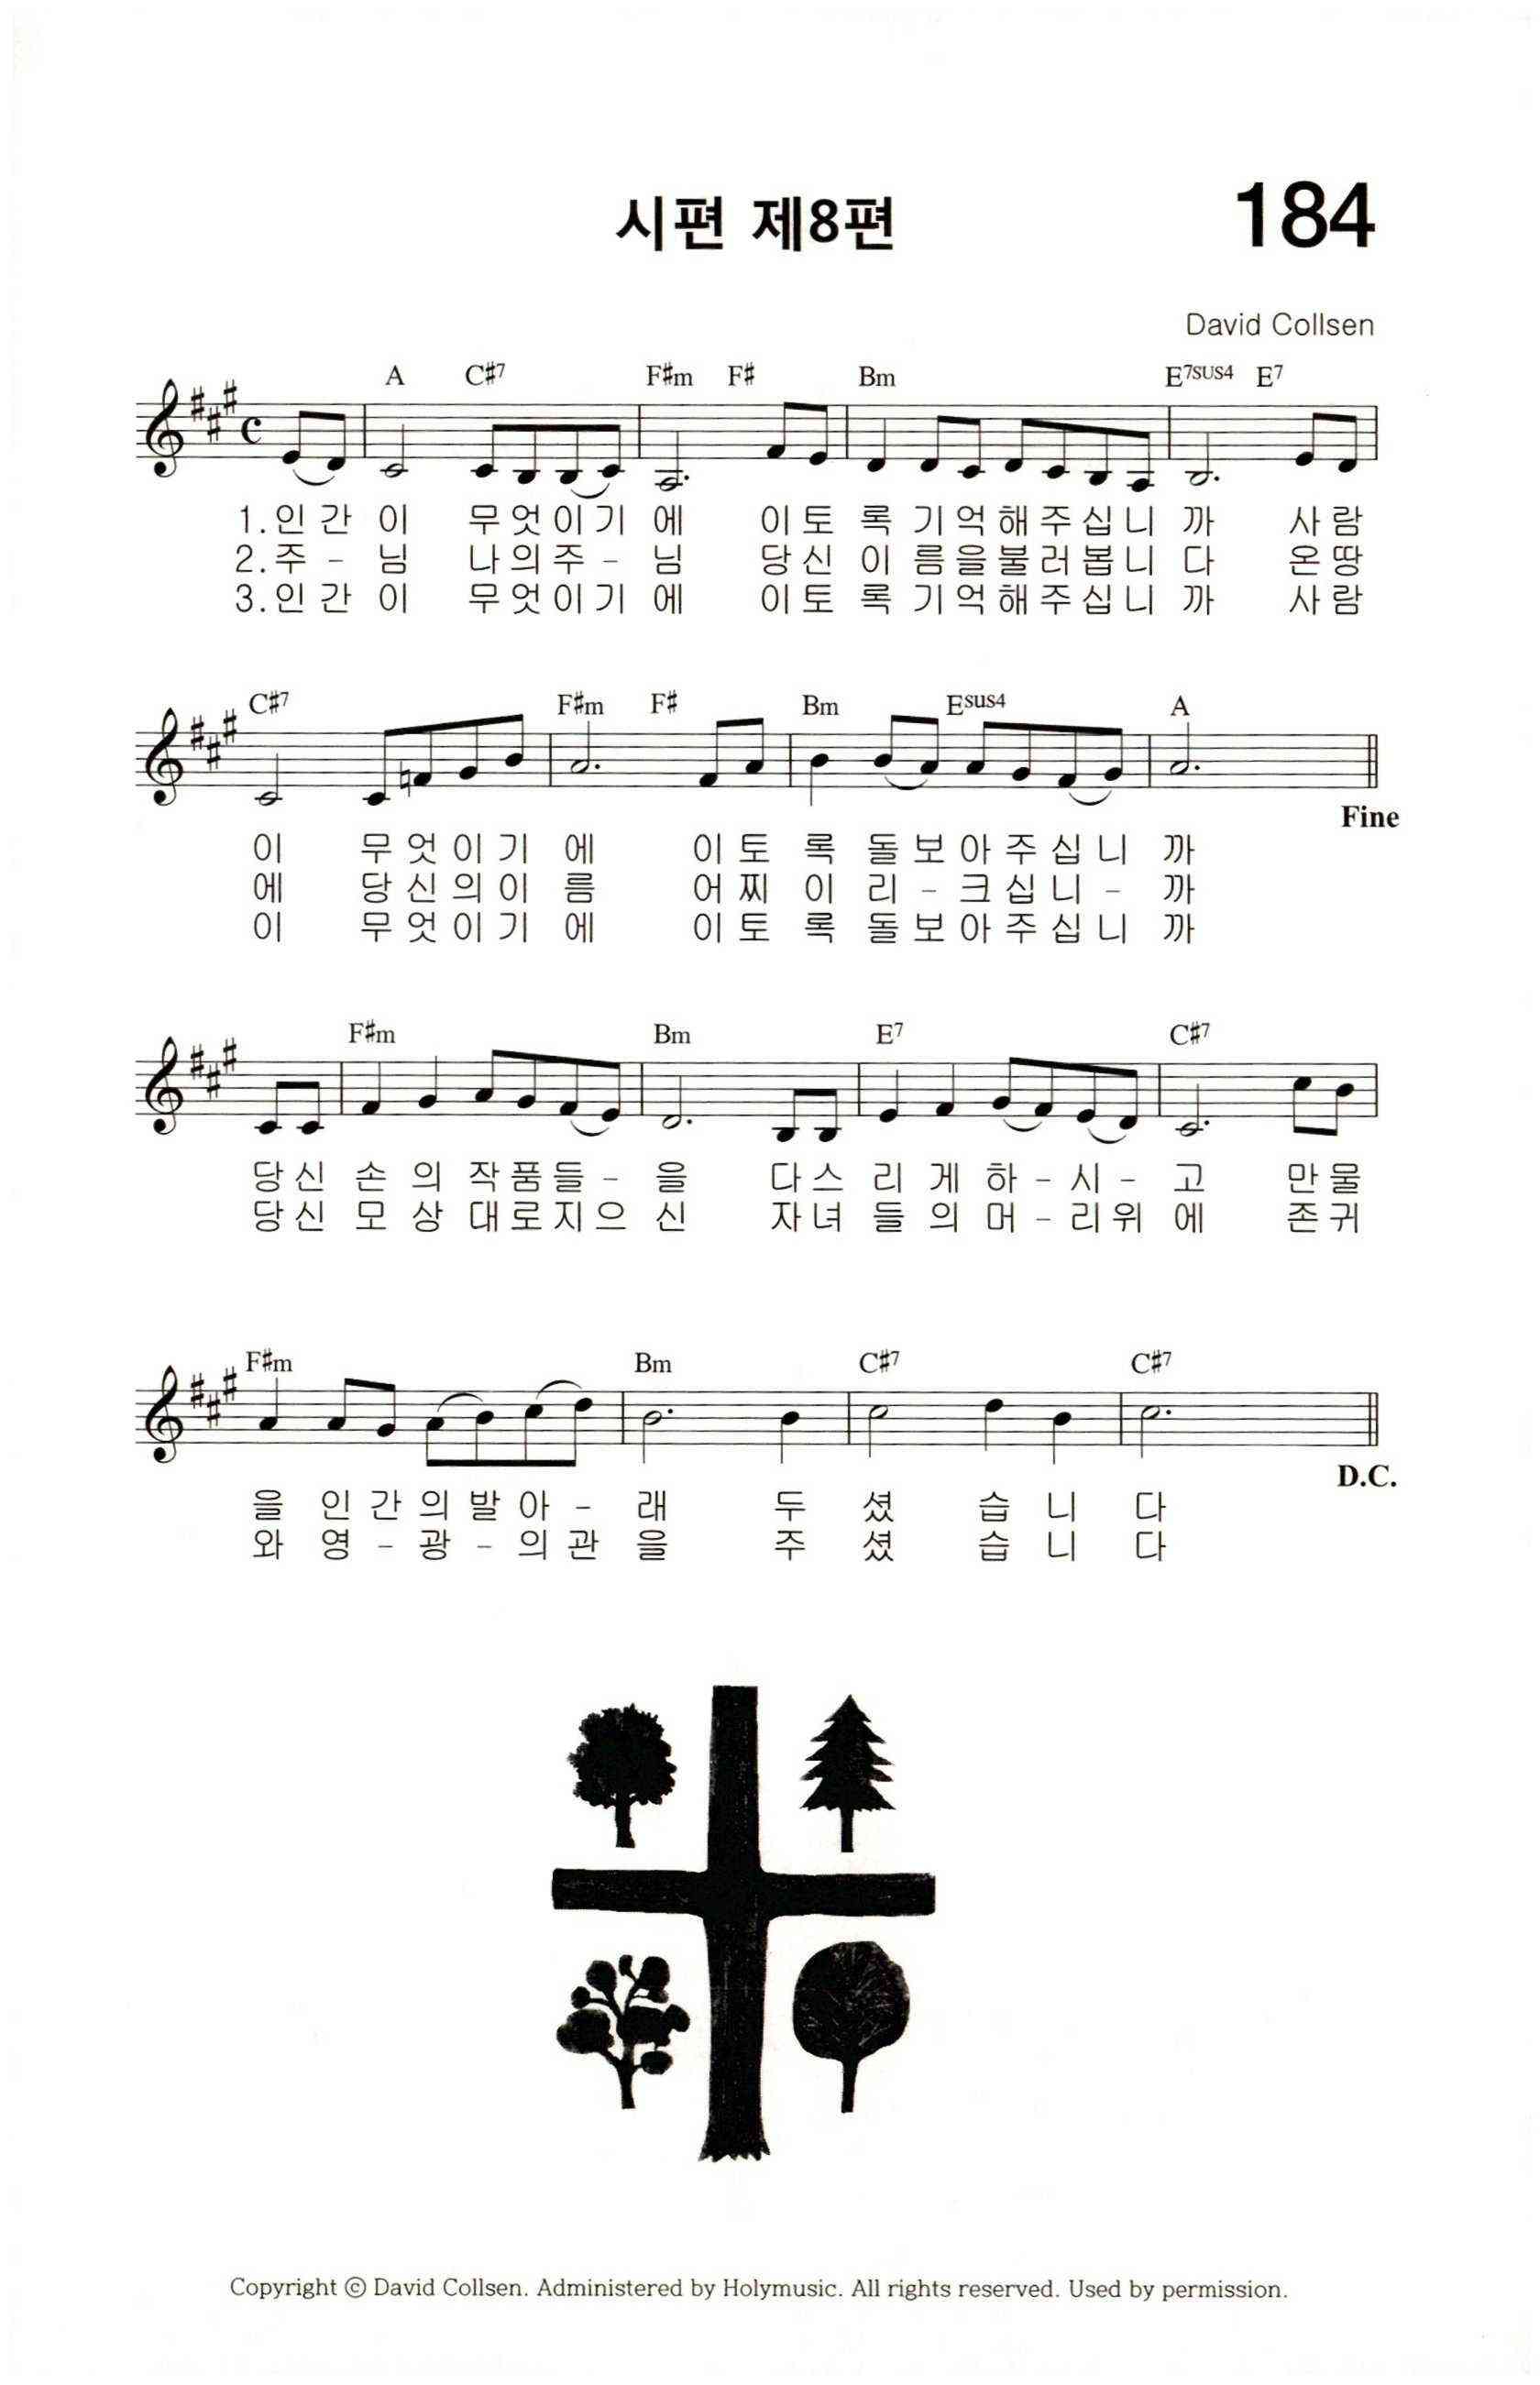 시편 제8편
184
David Collsen
A C#7 F#m F# Bm E7sus4 E7
1.인 간 이 무 엇 이 기 에 이 토 록 기 억 해 주 십 니 까 사 람
2.주 - 님 나 의 주 - 님 당 신 이 름 을 불 러 봅 니 다 온 땅
3.인 간 이 무 엇 이 기 에 이 토 록 기 억 해 주 십 니 까 사 람
C#7 F#m F# Bm Esus4 A
Fine
이 무 엇 이 기 에 이 토 록 돌 보 아 주 십 니 까
에 당 신 의 이 름 어 찌 이 리 - 크 십 니 - 까
이 무 엇 이 기 에 이 토 록 돌 보 아 주 십 니 까
F#m Bm E7 C#7
당 신 손 의 작 품 들 - 을 다 스 리 게 하 - 시 - 고 만 물
당 신 모 상 대 로 지 으 신 자 녀 들 의 머 - 리 위 에 존 귀
F#m Bm C#7 C#7
D.C.
을 인 간 의 발 아 - 래 두 셨 습 니 다
와 영 - 광 - 의 관 을 주 셨 습 니 다
Copyright ⓒ David Collsen. Administered by Holymusic. All rights reserved. Used by permission.